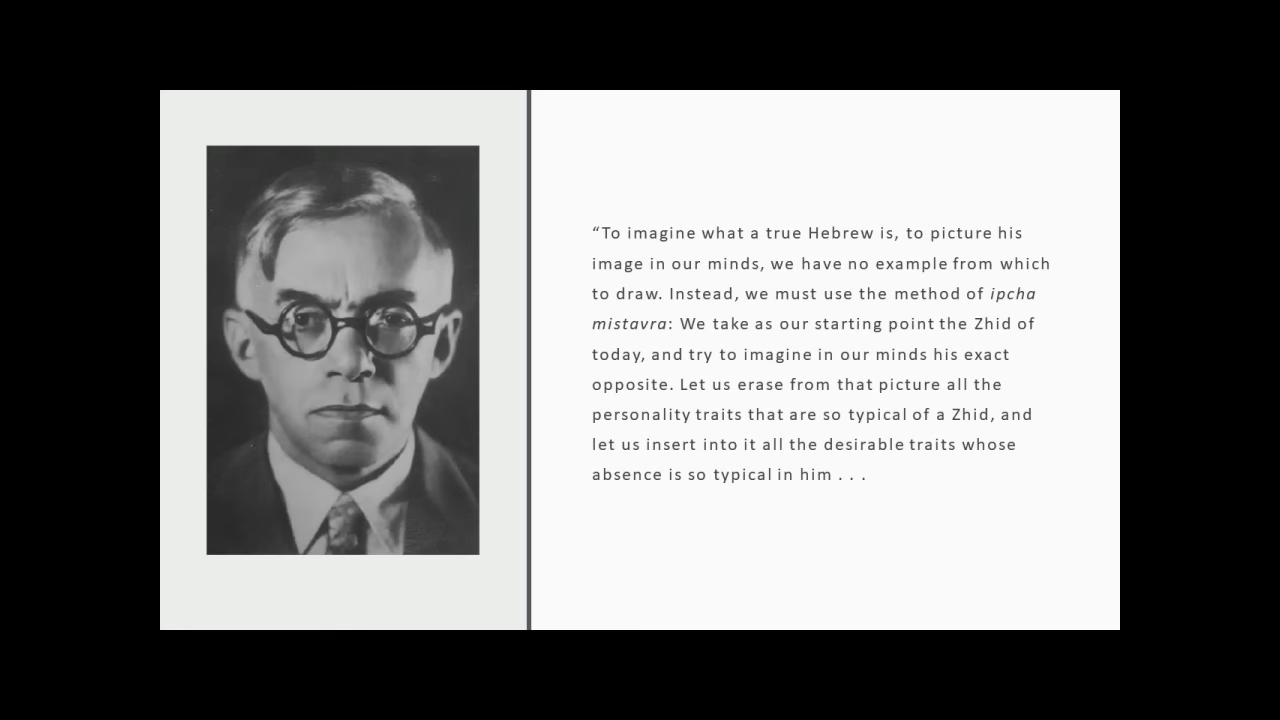 “To imagine what a true Hebrew is, to picture his
image in our minds, we have no example from which
to draw. Instead, we must use the method of ipcha
mistavra: We take as our starting point the Zhid of
today, and try to imagine in our minds his exact
opposite. Let us erase from that picture all the
personality traits that are so typical of a Zhid, and
let us insert into it all the desirable traits whose
absence is so typical in him . . .